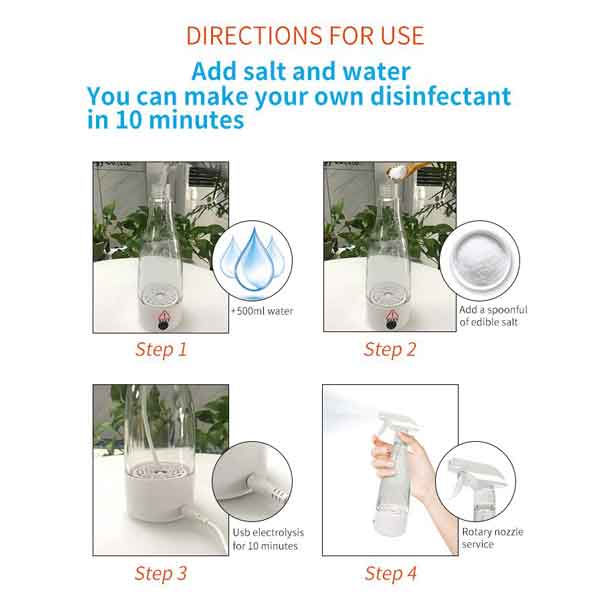 DIRECTIONS FOR USE
Add salt and water
You can make your own disinfectant
in 10 minutes
+500ml water
Step 1
Add a spoonful
of edible salt
Step 2
Usb electrolysis
for 10 minutes
Step 3
Rotary nozzle
service
Step 4